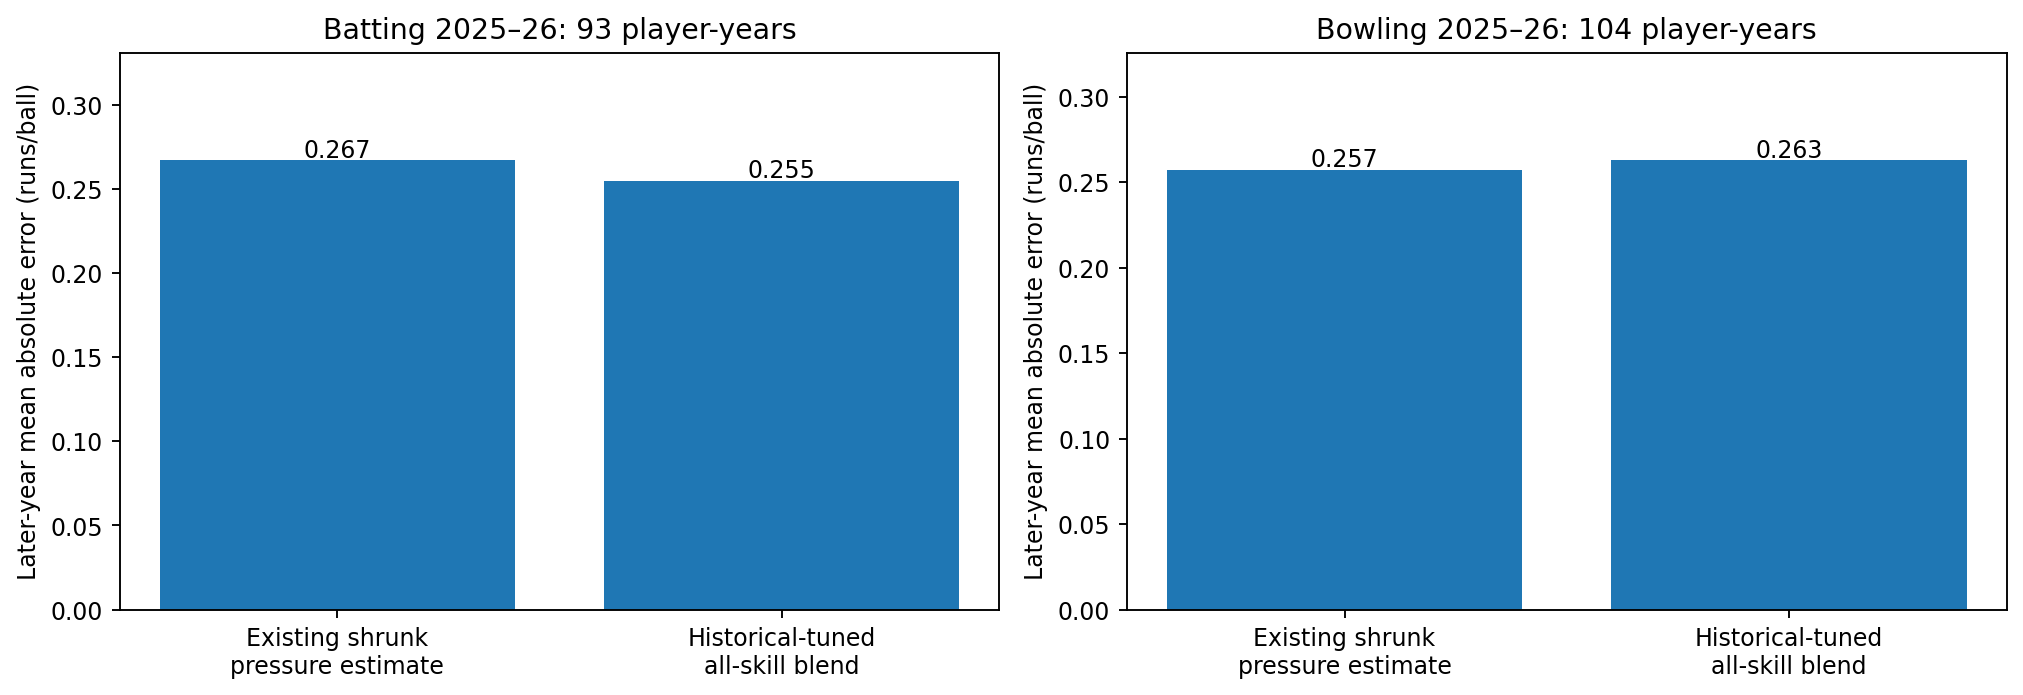 Batting 2025–26: 93 player-years
Later-year mean absolute error (runs/ball)
0.30
0.25
0.20
0.15
0.10
0.05
0.00
0.267
0.255
Existing shrunk
pressure estimate
Historical-tuned
all-skill blend
Bowling 2025–26: 104 player-years
Later-year mean absolute error (runs/ball)
0.30
0.25
0.20
0.15
0.10
0.05
0.00
0.257
0.263
Existing shrunk
pressure estimate
Historical-tuned
all-skill blend